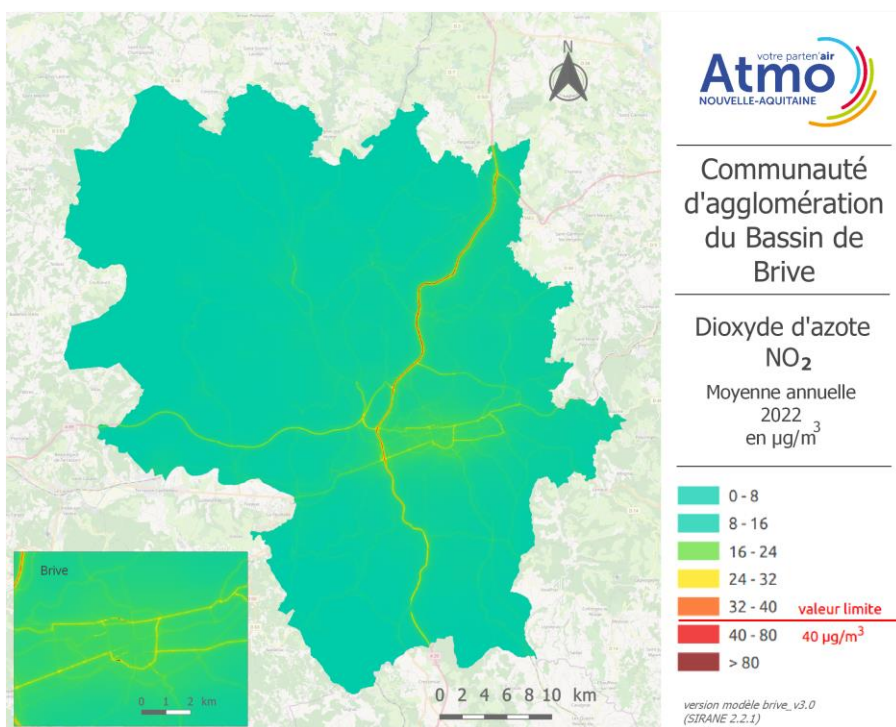 N
votre parten'air
Atmo
NOUVELLE-AQUITAINE
Communauté
d'agglomération
du Bassin de
Brive
Dioxyde d'azote
NO₂
Moyenne annuelle
2022
en µg/m³
0 - 8
8 - 16
16 - 24
24 - 32
32 - 40 valeur limite
40 - 80 40 µg/m³
> 80
version modèle brive_v3.0
(SIRANE 2.2.1)
Brive
0 1 2 km
0 2 4 6 8 10 km